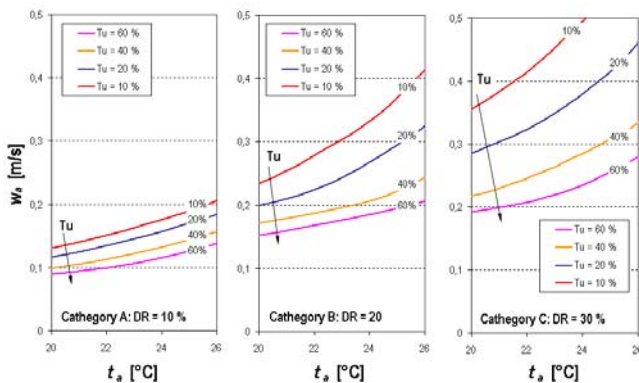 0,5
0,4
0,3
0,2
0,1
0
wa [m/s]
Tu = 60 %
Tu = 40 %
Tu = 20 %
Tu = 10 %
Tu
10%
20%
40%
60%
Cathegory A: DR = 10 %
20 22 24 26
ta [°C]
0,5
0,4
0,3
0,2
0,1
0
Tu = 60 %
Tu = 40 %
Tu = 20 %
Tu = 10 %
Tu
10%
20%
40%
60%
Cathegory B: DR = 20
20 22 24 26
ta [°C]
0,5
0,4
0,3
0,2
0,1
0
Tu
10%
20%
40%
60%
Tu = 60 %
Tu = 40 %
Tu = 20 %
Tu = 10 %
Cathegory C: DR = 30 %
20 22 24 26
ta [°C]